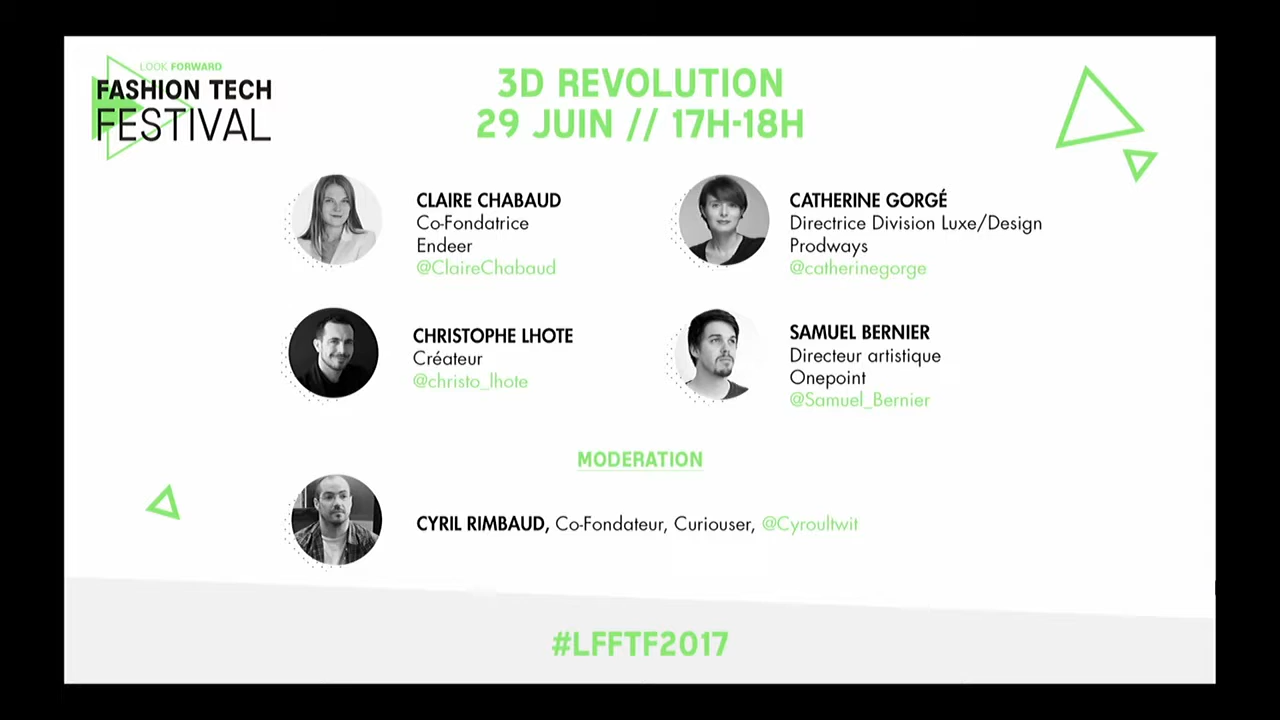 LOOK FORWARD
FASHION TECH
FESTIVAL
3D REVOLUTION
29 JUIN // 17H-18H
CLAIRE CHABAUD
Co-Fondatrice
Endeer
@ClaireChabaud
CATHERINE GORGÉ
Directrice Division Luxe/Design
Prodways
@catherinegorge
CHRISTOPHE LHOTE
Créateur
@christo_lhote
SAMUEL BERNIER
Directeur artistique
Onepoint
@Samuel_Bernier
MODERATION
CYRIL RIMBAUD, Co-Fondateur, Curiouser, @Cyroultwit
#LFFTF2017